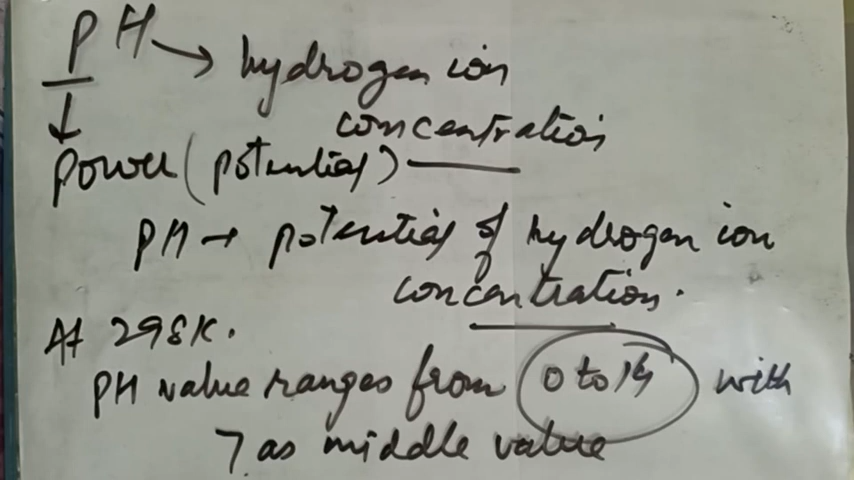 PH → hydrogen ion
concentration
↓
power (potential) —
PH → potential of hydrogen ion
concentration.
At 298K.
PH value ranges from 0 to 14 with
7 as middle value